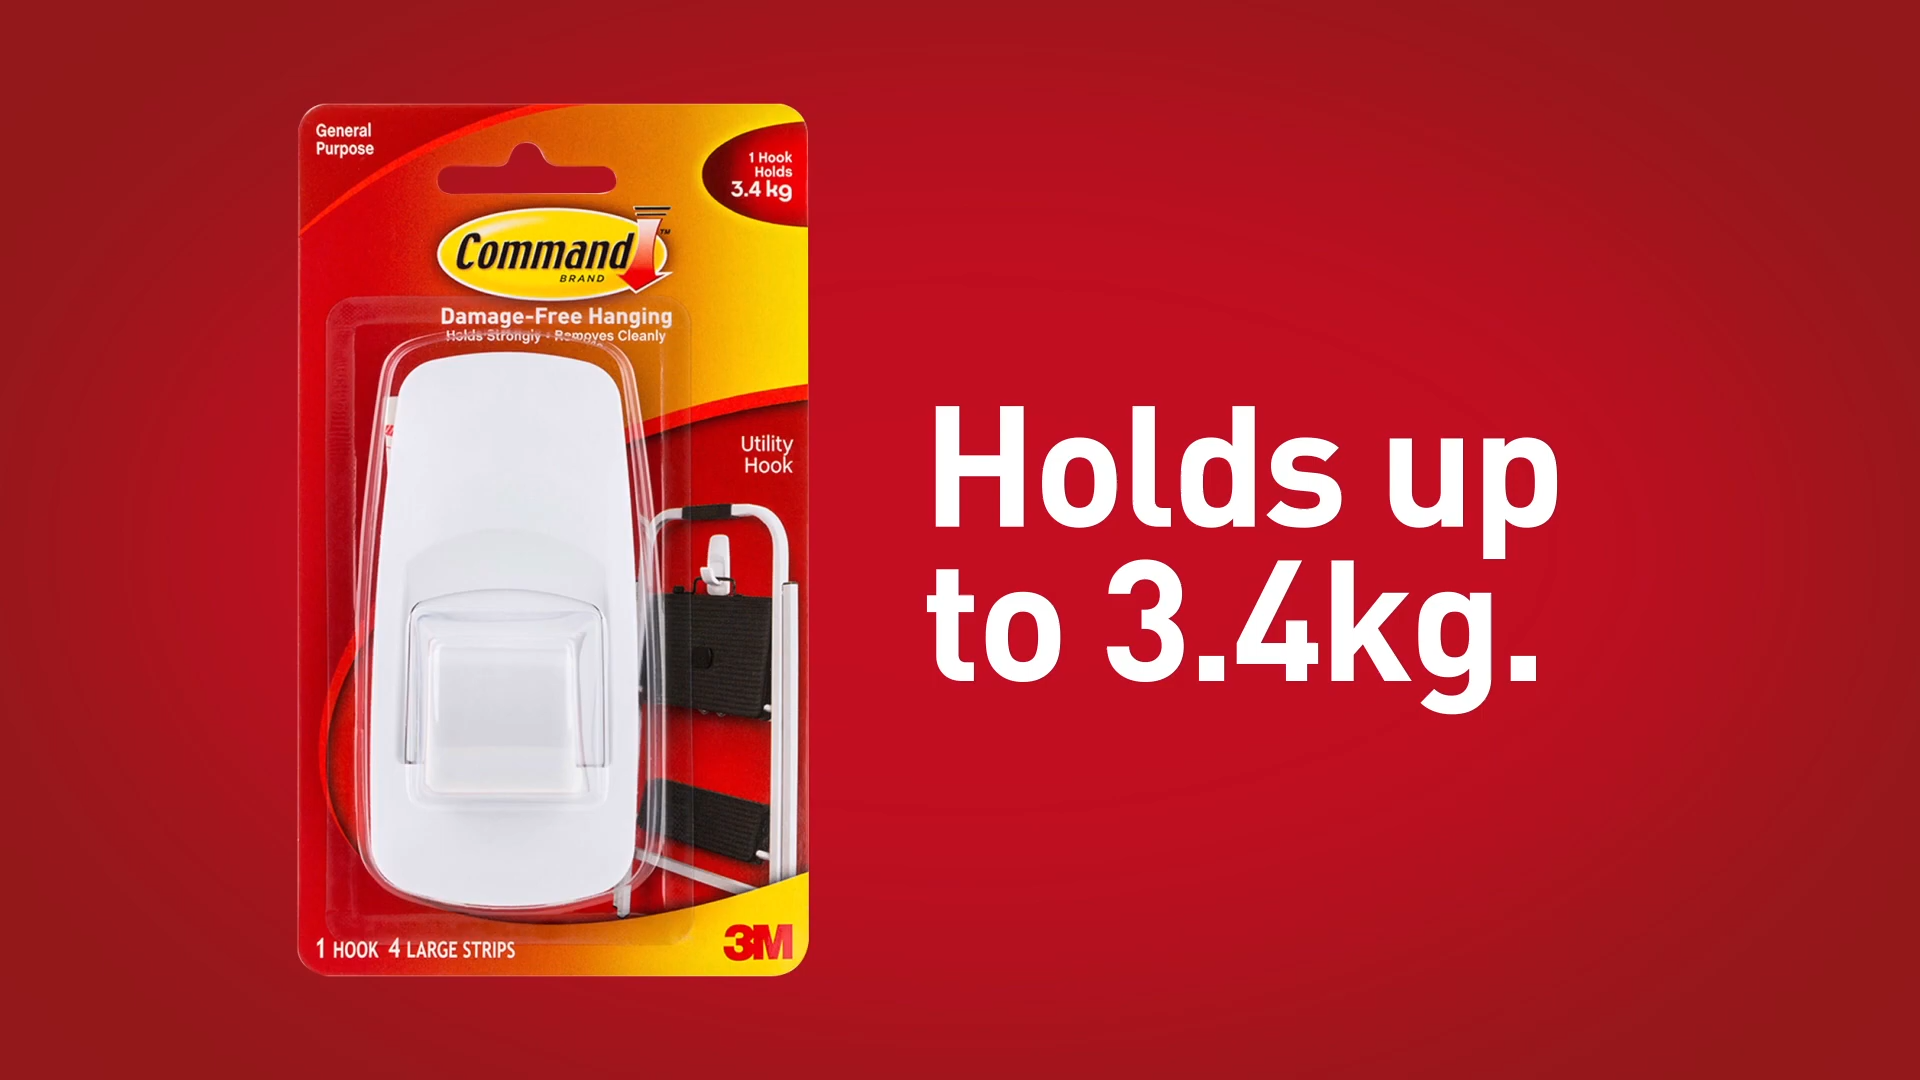 General
Purpose
1 Hook
Holds
3.4 kg
Command
BRAND
TM
Damage-Free Hanging
Holds Strongly • Removes Cleanly
Utility
Hook
1 HOOK 4 LARGE STRIPS
3M
Holds up
to 3.4kg.